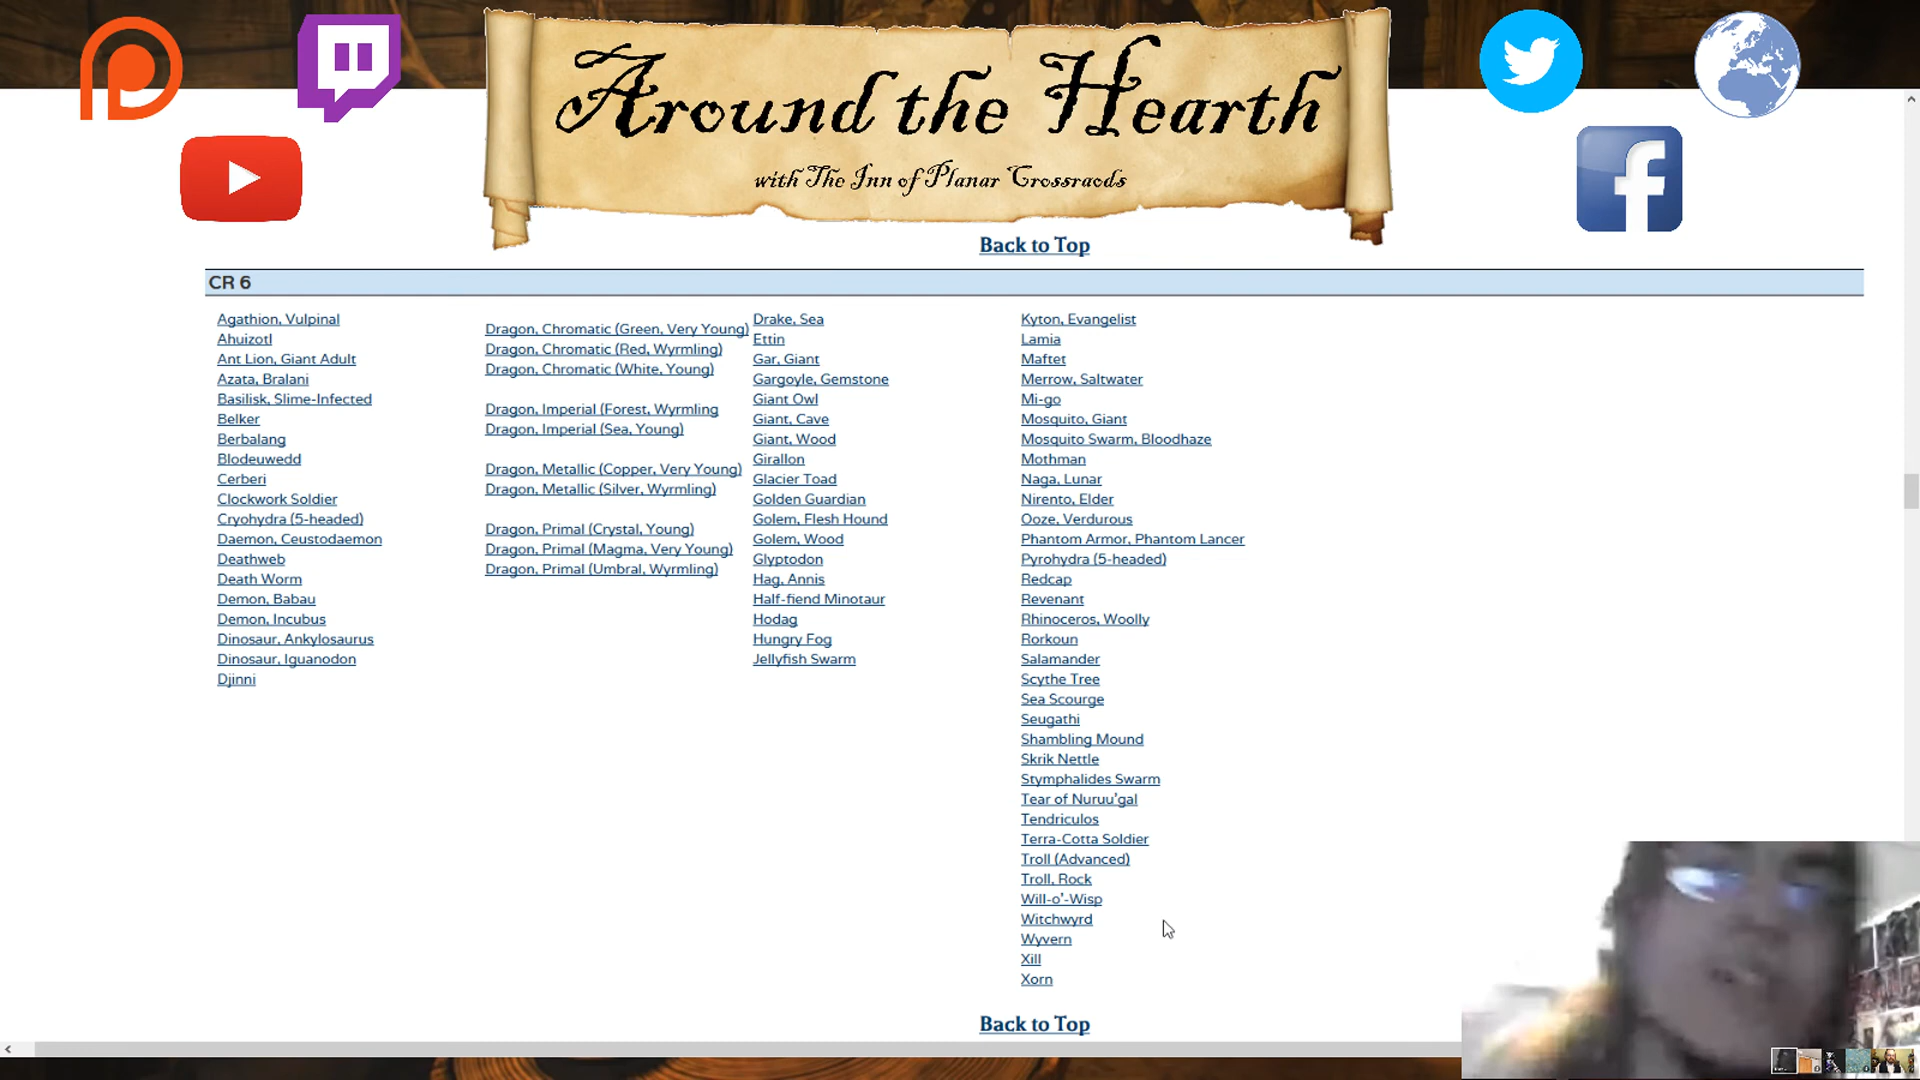 Around the Hearth
with The Inn of Planar Crossraods
Back to Top
CR 6
Agathion, Vulpinal
Ahuizotl
Ant Lion, Giant Adult
Azata, Bralani
Basilisk, Slime-Infected
Belker
Berbalang
Blodeuwedd
Cerberi
Clockwork Soldier
Cryohydra (5-headed)
Daemon, Ceustodaemon
Deathweb
Death Worm
Demon, Babau
Demon, Incubus
Dinosaur, Ankylosaurus
Dinosaur, Iguanodon
Djinni
Dragon, Chromatic (Green, Very Young)
Dragon, Chromatic (Red, Wyrmling)
Dragon, Chromatic (White, Young)
Dragon, Imperial (Forest, Wyrmling
Dragon, Imperial (Sea, Young)
Dragon, Metallic (Copper, Very Young)
Dragon, Metallic (Silver, Wyrmling)
Dragon, Primal (Crystal, Young)
Dragon, Primal (Magma, Very Young)
Dragon, Primal (Umbral, Wyrmling)
Drake, Sea
Ettin
Gar, Giant
Gargoyle, Gemstone
Giant Owl
Giant, Cave
Giant, Wood
Girallon
Glacier Toad
Golden Guardian
Golem, Flesh Hound
Golem, Wood
Glyptodon
Hag, Annis
Half-fiend Minotaur
Hodag
Hungry Fog
Jellyfish Swarm
Kyton, Evangelist
Lamia
Maftet
Merrow, Saltwater
Mi-go
Mosquito, Giant
Mosquito Swarm, Bloodhaze
Mothman
Naga, Lunar
Nirento, Elder
Ooze, Verdurous
Phantom Armor, Phantom Lancer
Pyrohydra (5-headed)
Redcap
Revenant
Rhinoceros, Woolly
Rorkoun
Salamander
Scythe Tree
Sea Scourge
Seugathi
Shambling Mound
Skrik Nettle
Stymphalides Swarm
Tear of Nuruu'gal
Tendriculos
Terra-Cotta Soldier
Troll (Advanced)
Troll, Rock
Will-o'-Wisp
Witchwyrd
Wyvern
Xill
Xorn
Back to Top